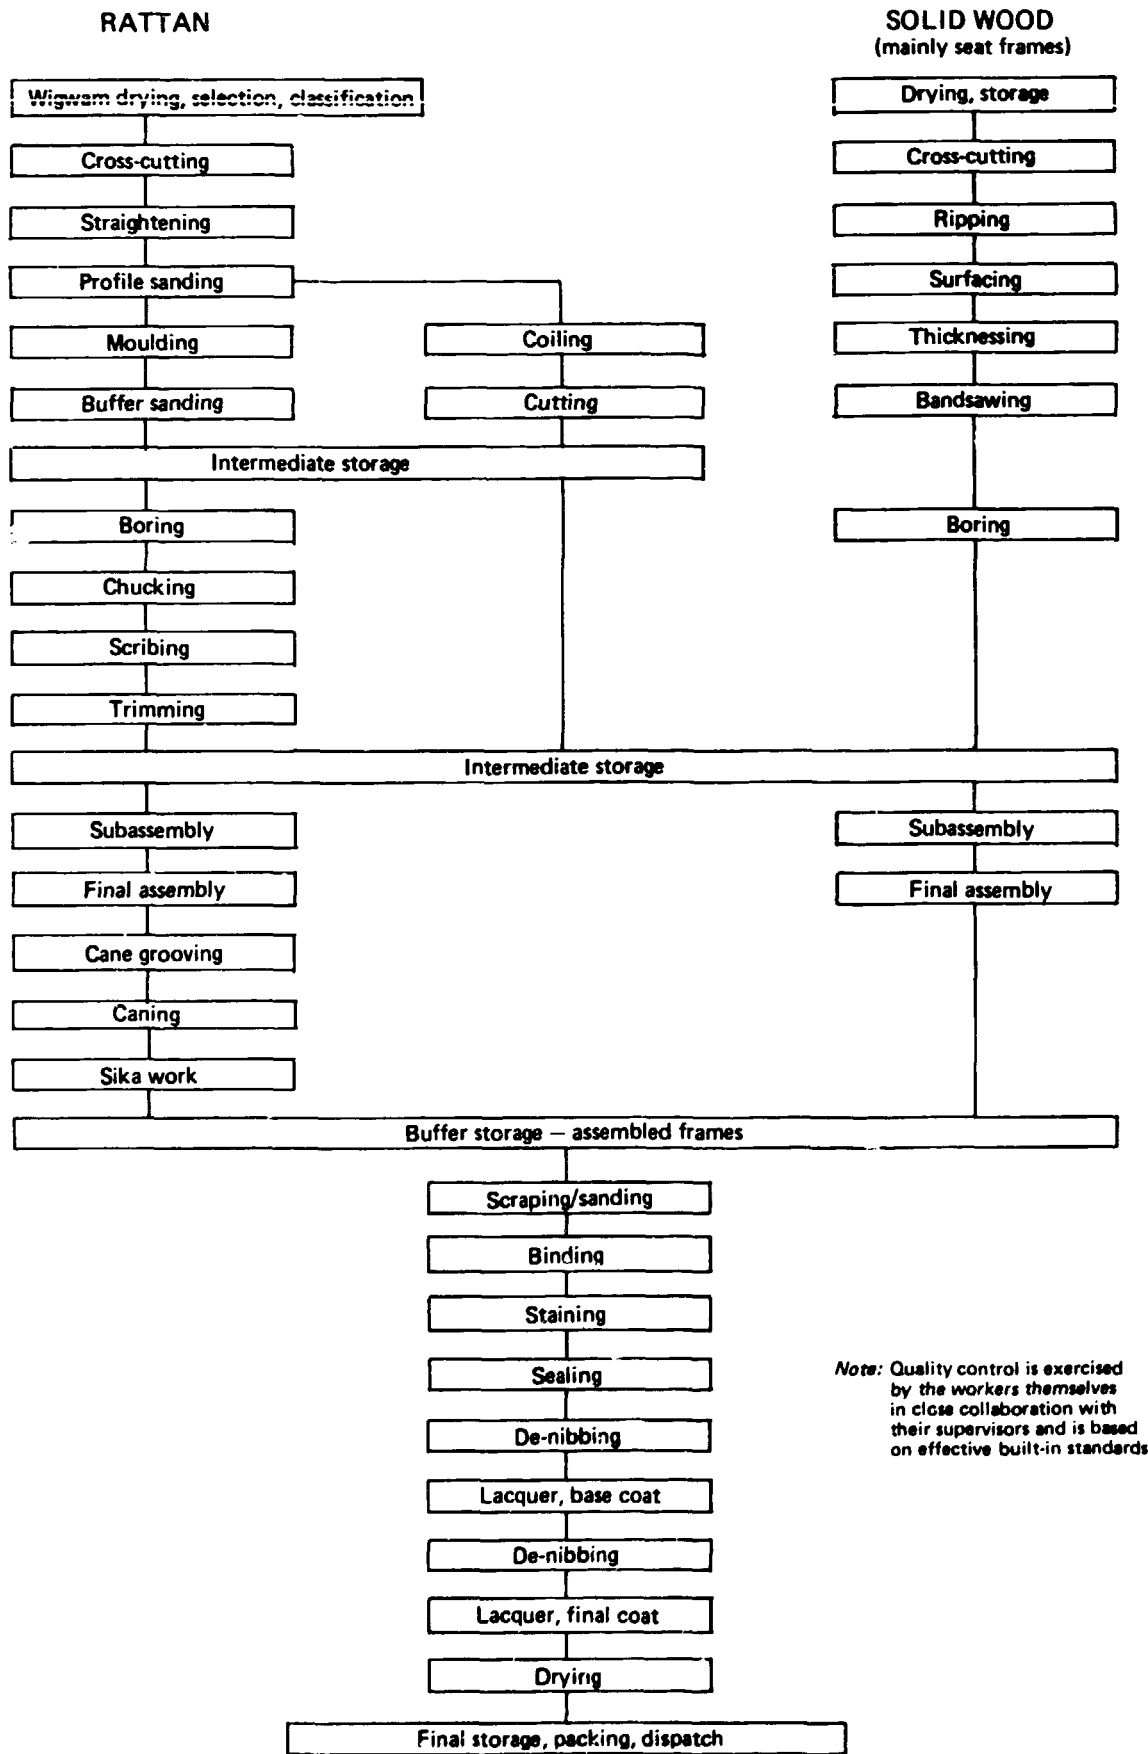 RATTAN
SOLID WOOD
(mainly seat frames)
Wigwam drying, selection, classification
Drying, storage
Cross-cutting
Cross-cutting
Straightening
Ripping
Profile sanding
Surfacing
Moulding
Coiling
Thicknessing
Buffer sanding
Cutting
Bandsawing
Intermediate storage
Boring
Boring
Chucking
Scribing
Trimming
Intermediate storage
Subassembly
Subassembly
Final assembly
Final assembly
Cane grooving
Caning
Sika work
Buffer storage — assembled frames
Scraping/sanding
Binding
Staining
Sealing
De-nibbing
Lacquer, base coat
De-nibbing
Lacquer, final coat
Drying
Final storage, packing, dispatch
Note: Quality control is exercised
by the workers themselves
in close collaboration with
their supervisors and is based
on effective built-in standards